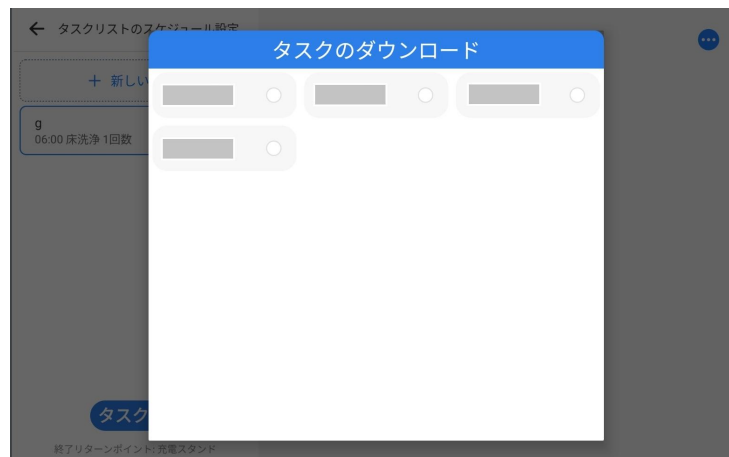 タスクリストのスケジュール設定
タスクのダウンロード
+ 新しい
g
06:00 床洗浄 1回数
タスク
終了リターンポイント: 充電スタンド